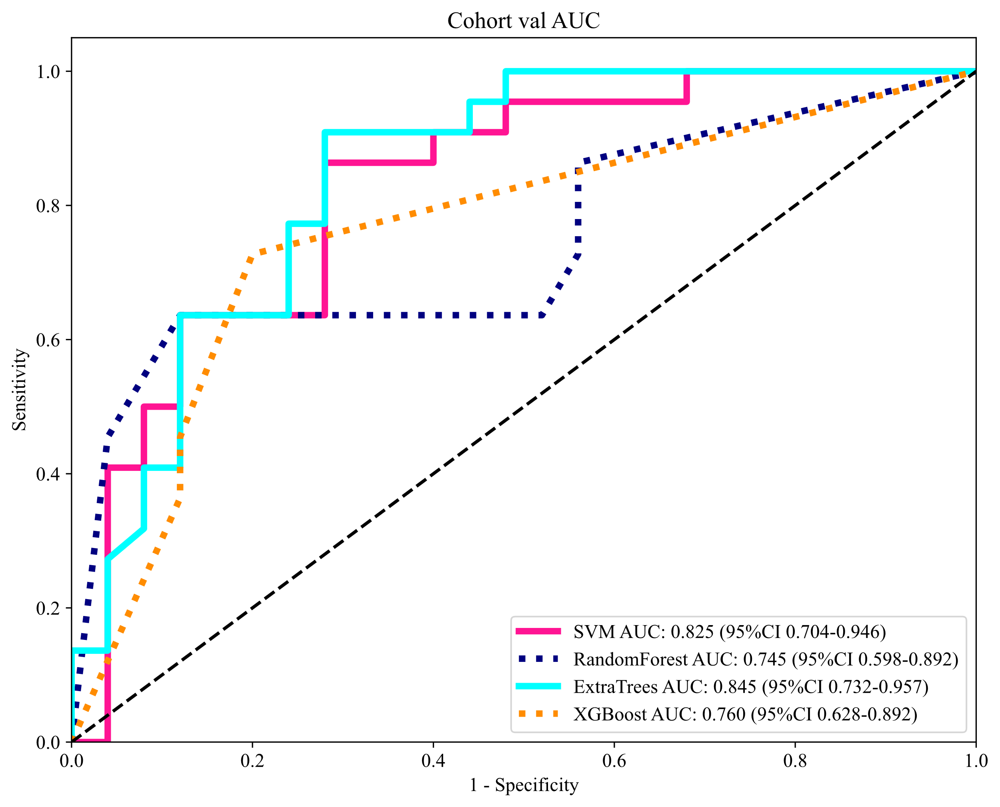 Cohort val AUC
1.0
0.8
0.6
0.4
0.2
0.0
Sensitivity
SVM AUC: 0.825 (95%CI 0.704-0.946)
RandomForest AUC: 0.745 (95%CI 0.598-0.892)
ExtraTrees AUC: 0.845 (95%CI 0.732-0.957)
XGBoost AUC: 0.760 (95%CI 0.628-0.892)
0.0 0.2 0.4 0.6 0.8 1.0
1 - Specificity